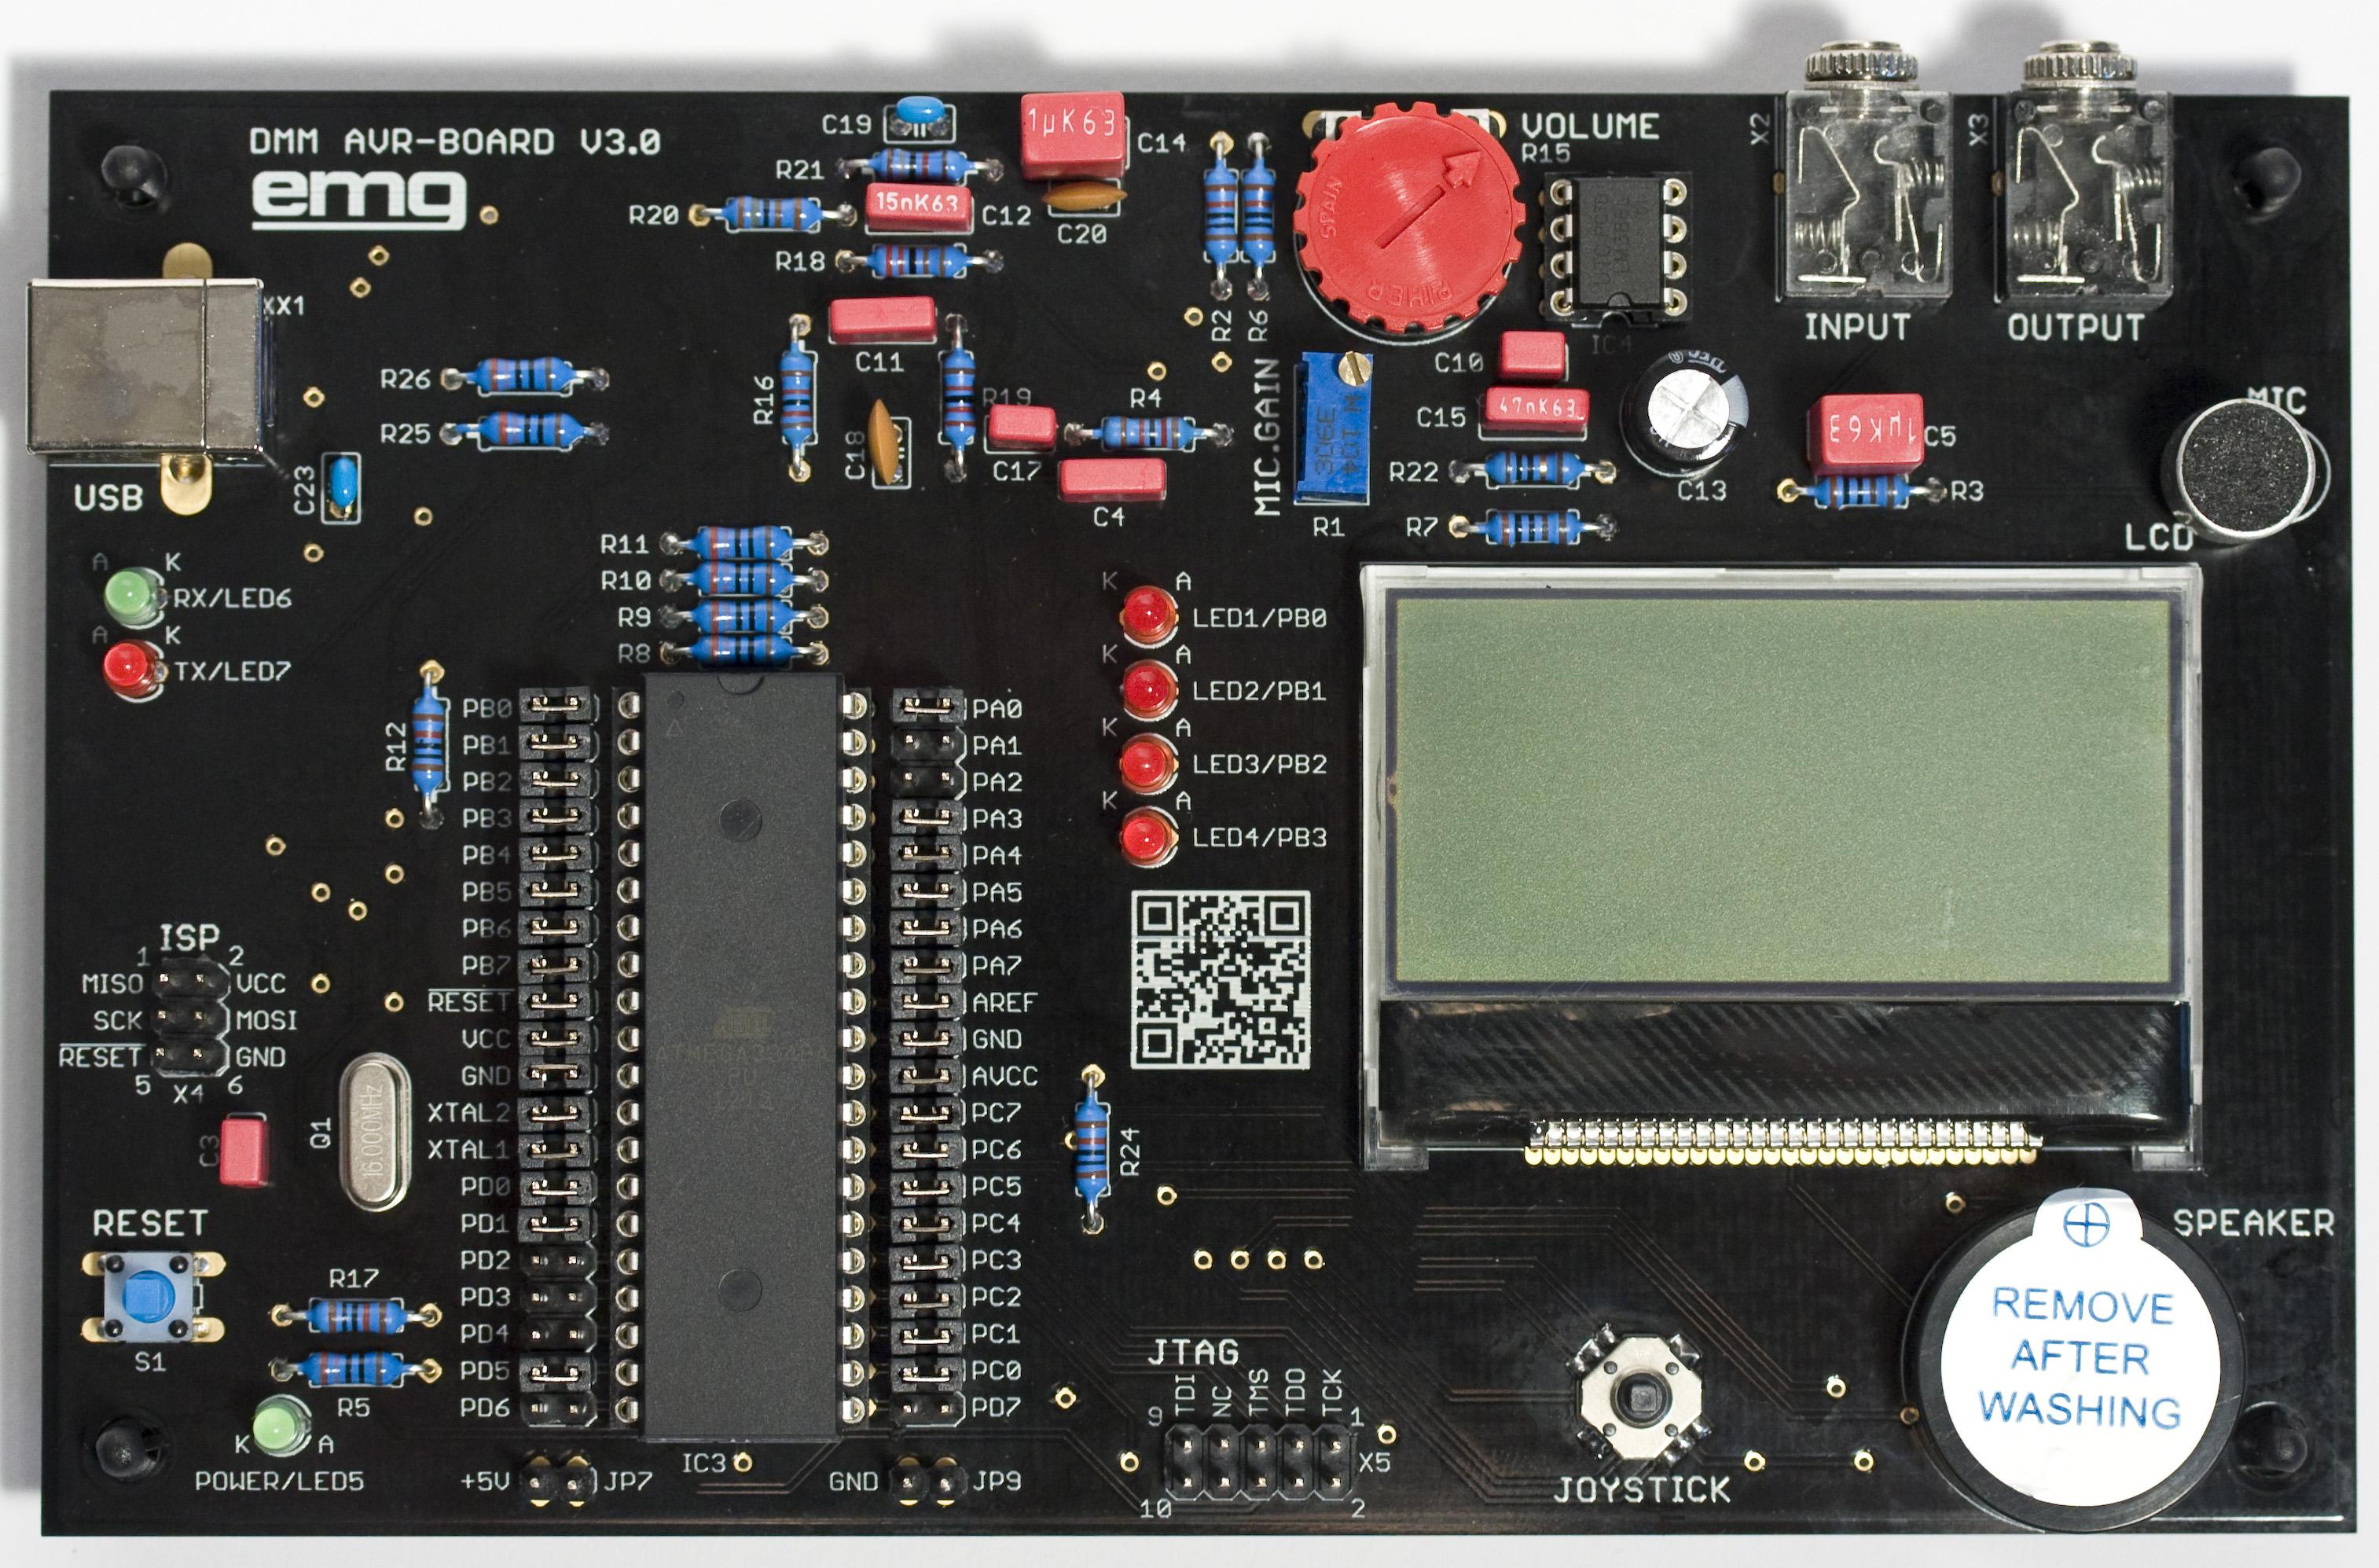 DMM AVR-BOARD V3.0
emg
C19
R21
R20
15nK63
C12
R18
1µK63
C14
C20
R2
R6
SPAIN
PIHER
VOLUME
R15
IC4
X2
INPUT
X3
OUTPUT
XX1
USB
R26
R25
C23
C11
R16
C18
R19
C17
R4
C4
MIC.GAIN
R1
C10
47nK63
C15
R22
R7
C13
1µK63
C5
R3
MIC
LCD
A K
RX/LED6
A K
TX/LED7
R11
R10
R9
R8
R12
PB0
PB1
PB2
PB3
PB4
PB5
PB6
PB7
RESET
VCC
GND
XTAL2
XTAL1
PD0
PD1
PD2
PD3
PD4
PD5
PD6
PA0
PA1
PA2
PA3
PA4
PA5
PA6
PA7
AREF
GND
AVCC
PC7
PC6
PC5
PC4
PC3
PC2
PC1
PC0
PD7
IC3
K A
LED1/PB0
K A
LED2/PB1
K A
LED3/PB2
K A
LED4/PB3
ISP
1 2
MISO VCC
SCK MOSI
RESET GND
5 X4 6
C3
Q1
16.000MHz
RESET
S1
R17
R5
K A
POWER/LED5
+5V JP7
GND JP9
R24
JTAG
TDI NC TMS TDO TCK
9 1
X5
10 2
JOYSTICK
SPEAKER
REMOVE
AFTER
WASHING